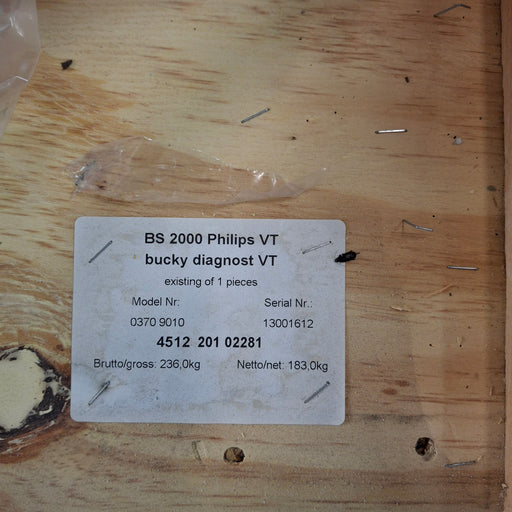 BS 2000 Philips VT
bucky diagnost VT
existing of 1 pieces
Model Nr: Serial Nr.:
0370 9010 13001612
4512 201 02281
Brutto/gross: 236,0kg Netto/net: 183,0kg